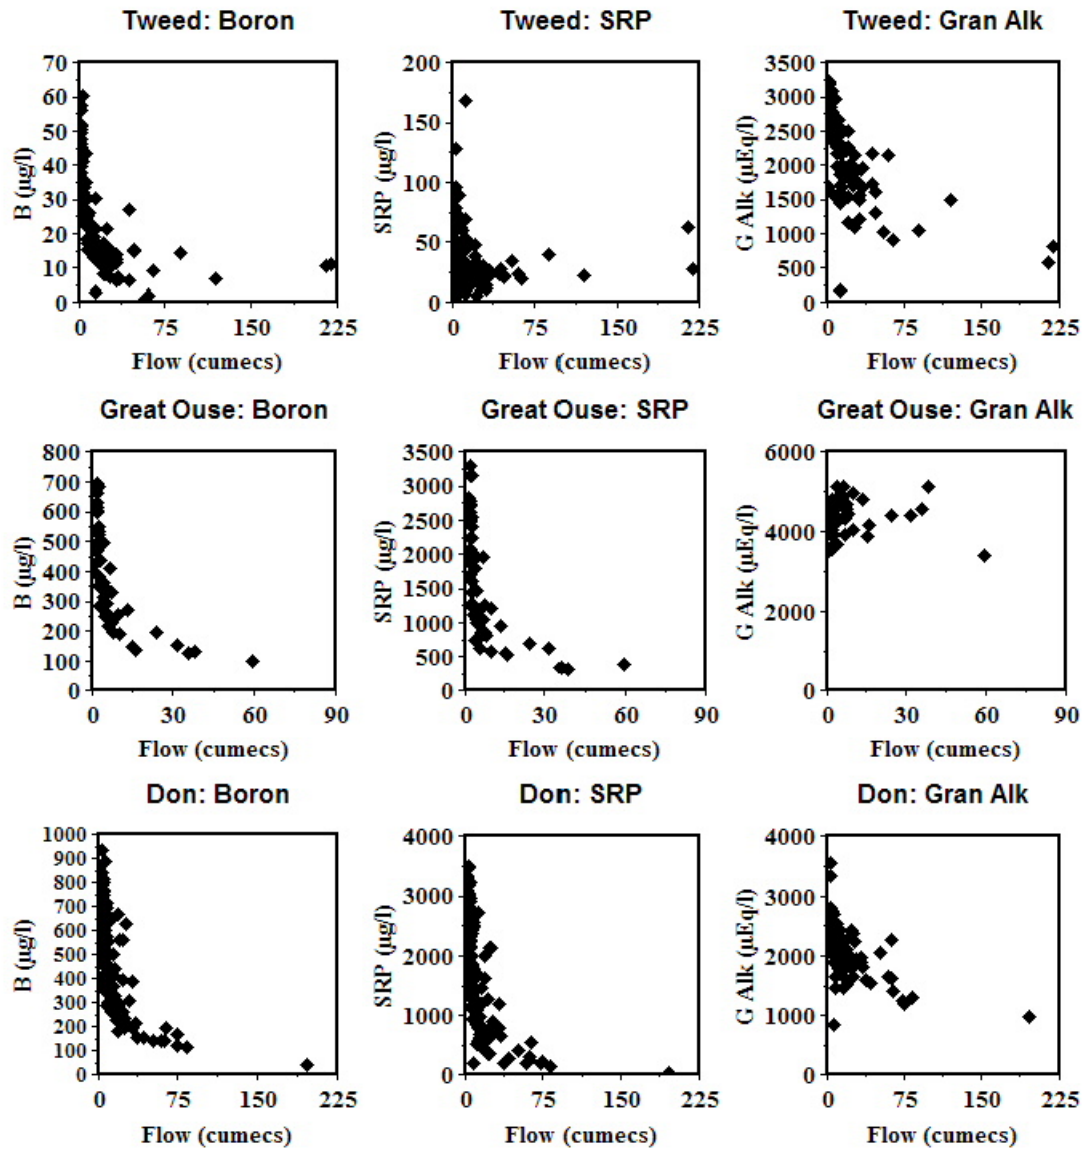 Tweed: Boron
Tweed: SRP
Tweed: Gran Alk
70
60
50
40
30
20
10
0
B (µg/l)
0 75 150 225
Flow (cumecs)
200
150
100
50
0
SRP (µg/l)
0 75 150 225
Flow (cumecs)
3500
3000
2500
2000
1500
1000
500
0
G Alk (µEq/l)
0 75 150 225
Flow (cumecs)
Great Ouse: Boron
Great Ouse: SRP
Great Ouse: Gran Alk
800
700
600
500
400
300
200
100
0
B (µg/l)
0 30 60 90
Flow (cumecs)
3500
3000
2500
2000
1500
1000
500
0
SRP (µg/l)
0 30 60 90
Flow (cumecs)
6000
4000
2000
0
G Alk (µEq/l)
0 30 60 90
Flow (cumecs)
Don: Boron
Don: SRP
Don: Gran Alk
1000
900
800
700
600
500
400
300
200
100
0
B (µg/l)
0 75 150 225
Flow (cumecs)
4000
3000
2000
1000
0
SRP (µg/l)
0 75 150 225
Flow (cumecs)
4000
3000
2000
1000
0
G Alk (µEq/l)
0 75 150 225
Flow (cumecs)